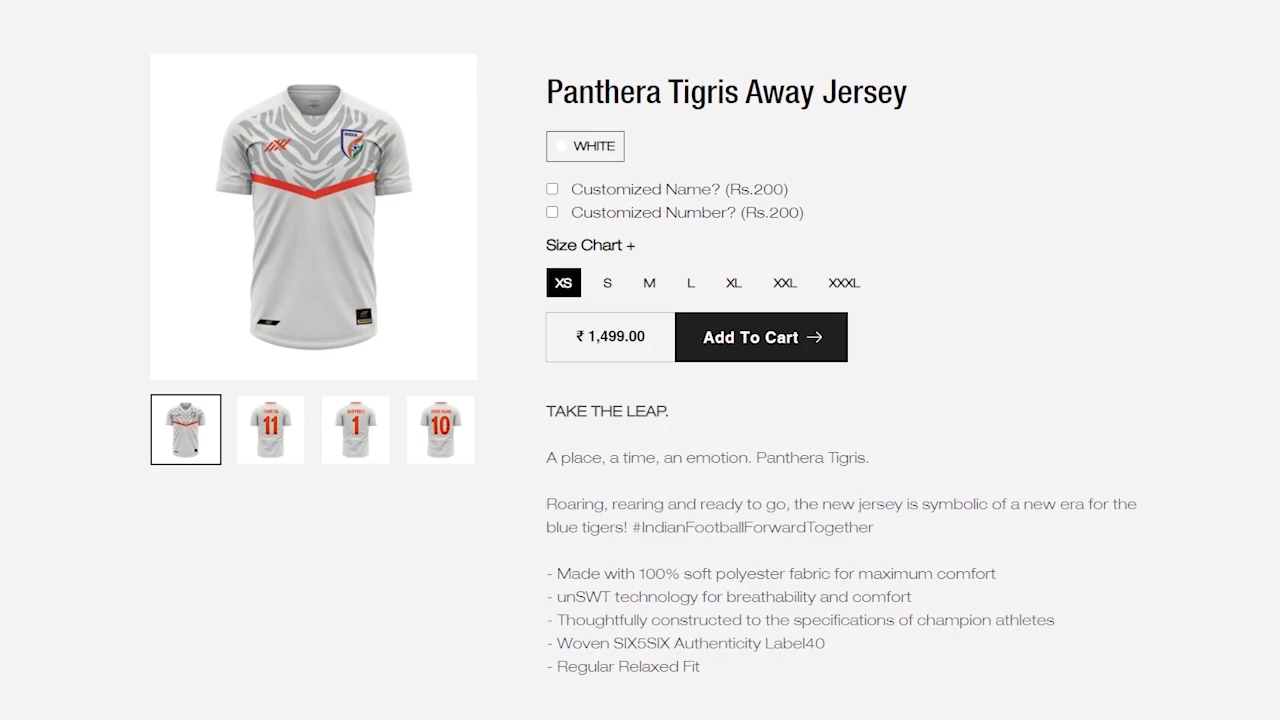 Panthera Tigris Away Jersey
WHITE
Customized Name? (Rs.200)
Customized Number? (Rs.200)
Size Chart +
XS S M L XL XXL XXXL
₹ 1,499.00
Add To Cart →
INDIA
11
1
10
TAKE THE LEAP.
A place, a time, an emotion. Panthera Tigris.
Roaring, rearing and ready to go, the new jersey is symbolic of a new era for the
blue tigers! #IndianFootballForwardTogether
- Made with 100% soft polyester fabric for maximum comfort
- unSWT technology for breathability and comfort
- Thoughtfully constructed to the specifications of champion athletes
- Woven SIX5SIX Authenticity Label40
- Regular Relaxed Fit